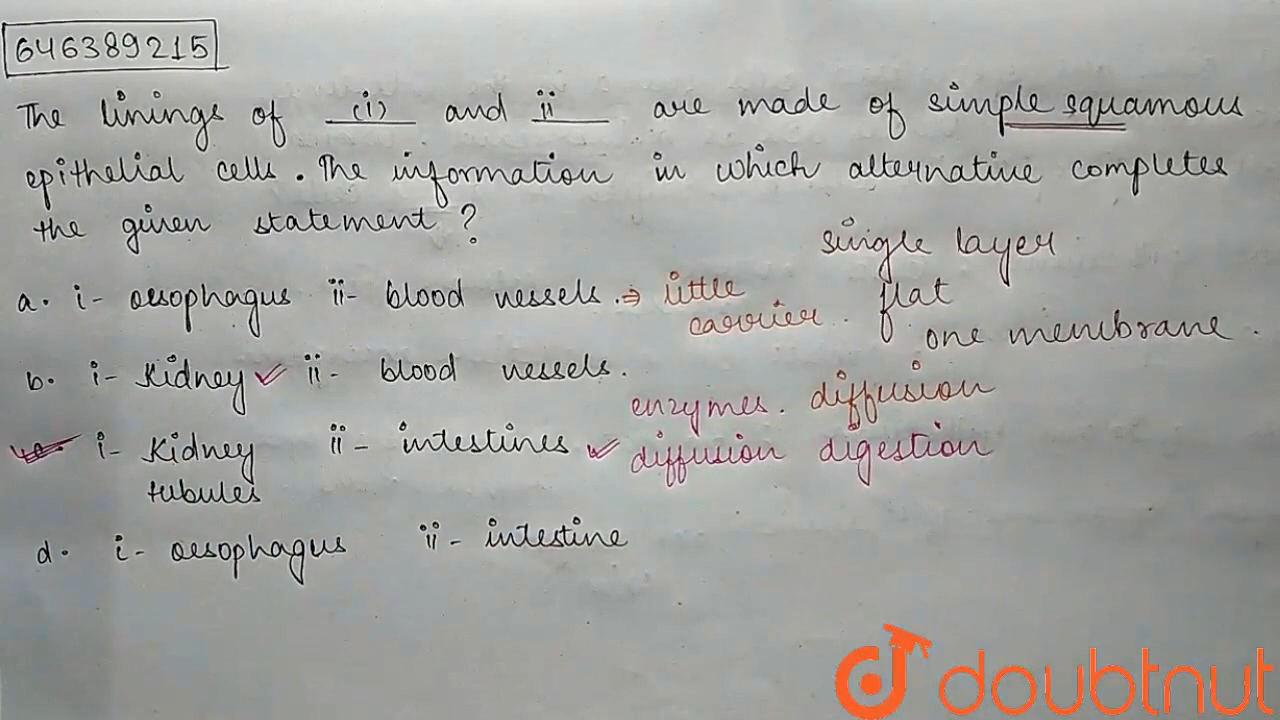 646389215
The linings of (i) and ii are made of simple squamous
epithelial cells. The information in which alternative completes
the given statement?
single layer
a. i- oesophagus ii- blood vessels. ⇒ little
carrier. flat
one membrane.
b. i- Kidney ✓ ii- blood vessels.
enzymes. diffusion
i- Kidney ii- intestines ✓ diffusion digestion
tubules
d. i- oesophagus ii- intestine
doubtnut